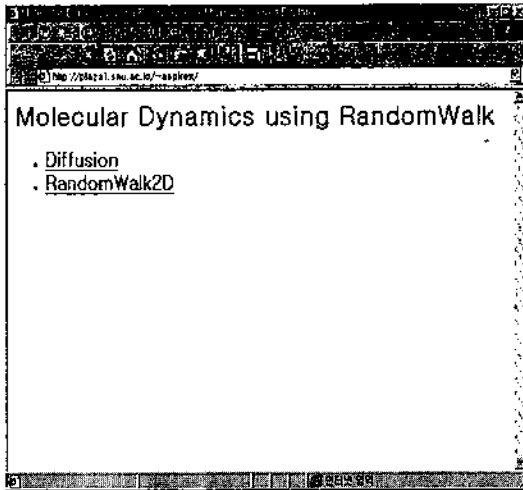 http://plaza1.snu.ac.kr/~aspirex/
Molecular Dynamics using RandomWalk
. Diffusion
. RandomWalk2D